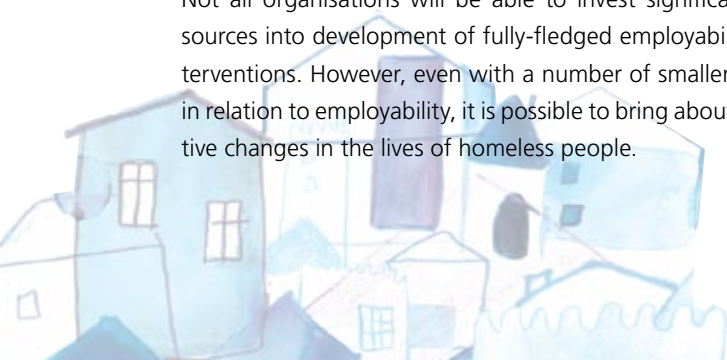 Not all organisations will be able to invest significa
sources into development of fully-fledged employabi
terventions. However, even with a number of smaller
in relation to employability, it is possible to bring abou
tive changes in the lives of homeless people.